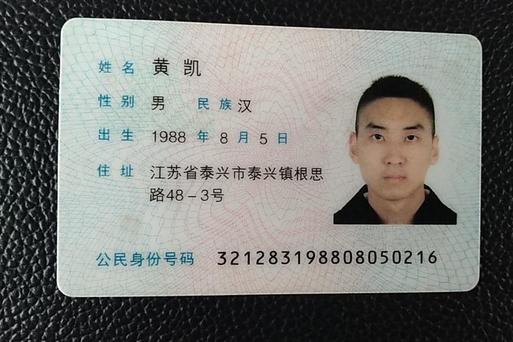 姓名 黄凯
性别 男 民族 汉
出生 1988 年 8 月 5 日
住址 江苏省泰兴市泰兴镇根思
路48-3号
公民身份号码 321283198808050216